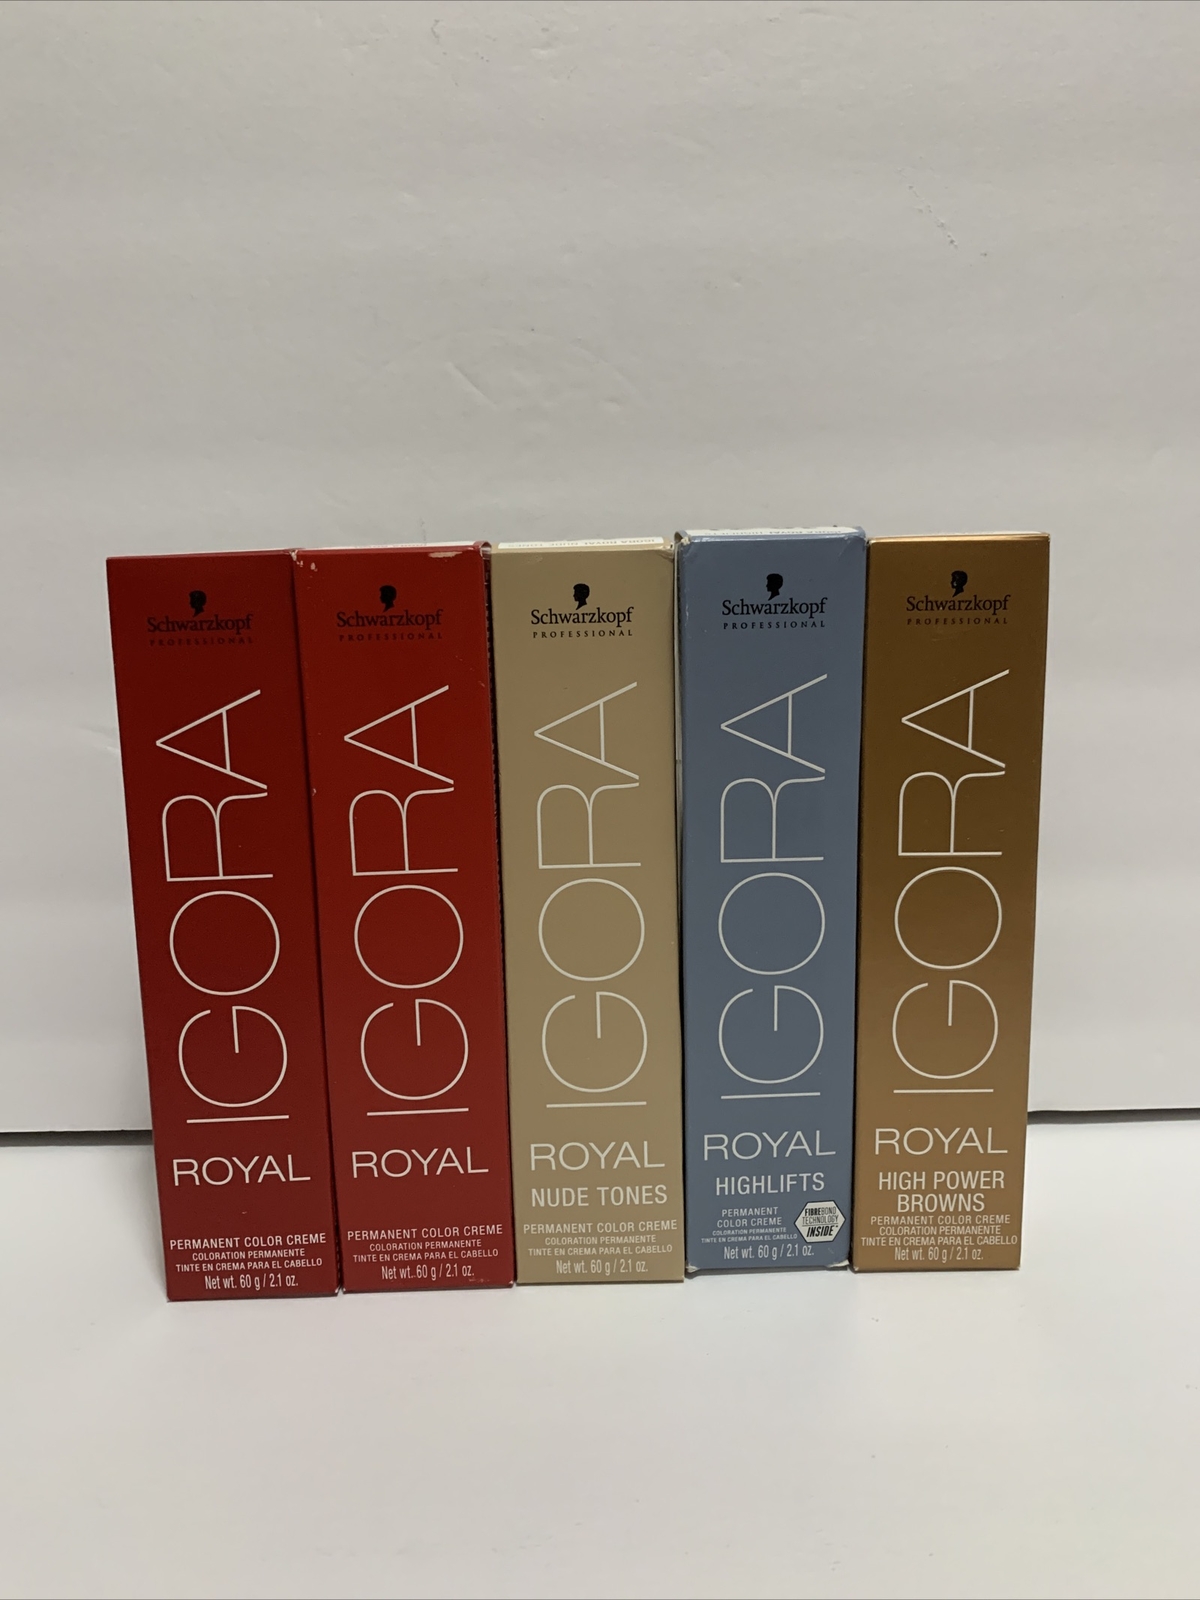 Schwarzkopf
PROFESSIONAL
IGORA
ROYAL
PERMANENT COLOR CREME
COLORATION PERMANENTE
TINTE EN CREMA PARA EL CABELLO
Net wt. 60 g / 2.1 oz.
Schwarzkopf
PROFESSIONAL
IGORA
ROYAL
PERMANENT COLOR CREME
COLORATION PERMANENTE
TINTE EN CREMA PARA EL CABELLO
Net wt. 60 g / 2.1 oz.
Schwarzkopf
PROFESSIONAL
IGORA
ROYAL
NUDE TONES
PERMANENT COLOR CREME
COLORATION PERMANENTE
TINTE EN CREMA PARA EL CABELLO
Net wt. 60 g / 2.1 oz.
Schwarzkopf
PROFESSIONAL
IGORA
ROYAL
HIGHLIFTS
PERMANENT
COLOR CREME
COLORATION PERMANENTE
TINTE EN CREMA PARA EL CABELLO
Net wt. 60 g / 2.1 oz.
FIBREBOND
TECHNOLOGY
INSIDE
Schwarzkopf
PROFESSIONAL
IGORA
ROYAL
HIGH POWER
BROWNS
PERMANENT COLOR CREME
COLORATION PERMANENTE
TINTE EN CREMA PARA EL CABELLO
Net wt. 60 g / 2.1 oz.